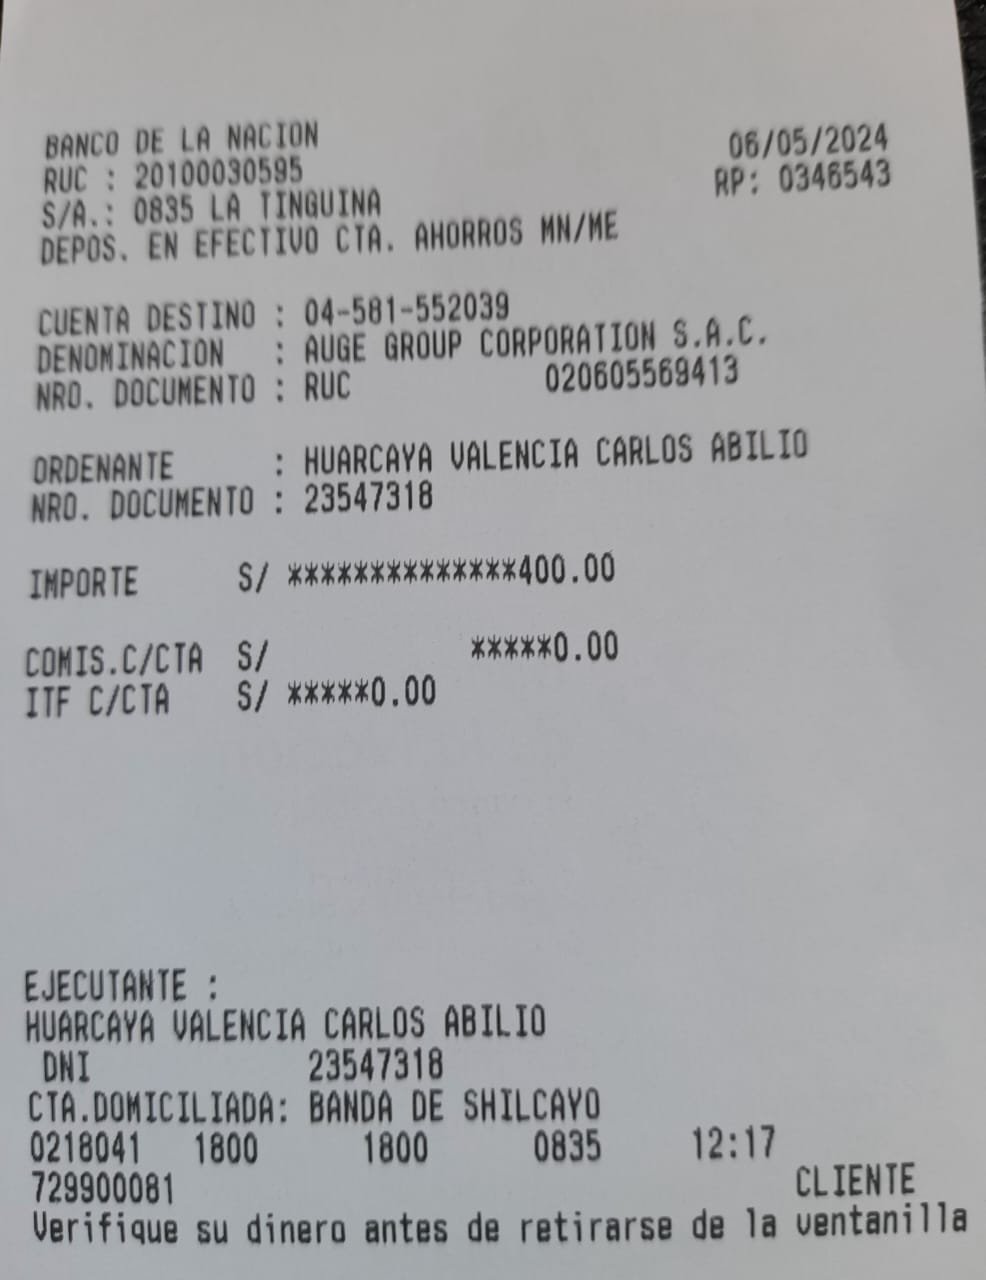 BANCO DE LA NACION 06/05/2024
RUC : 20100030595 RP: 0346543
S/A.: 0835 LA TINGUINA
DEPOS. EN EFECTIVO CTA. AHORROS MN/ME
CUENTA DESTINO : 04-581-552039
DENOMINACION : AUGE GROUP CORPORATION S.A.C.
NRO. DOCUMENTO : RUC 020605569413
ORDENANTE : HUARCAYA VALENCIA CARLOS ABILIO
NRO. DOCUMENTO : 23547318
IMPORTE S/ **************400.00
COMIS.C/CTA S/ *****0.00
ITF C/CTA S/ *****0.00
EJECUTANTE :
HUARCAYA VALENCIA CARLOS ABILIO
DNI 23547318
CTA.DOMICILIADA: BANDA DE SHILCAYO
0218041 1800 1800 0835 12:17
729900081 CLIENTE
Verifique su dinero antes de retirarse de la ventanilla